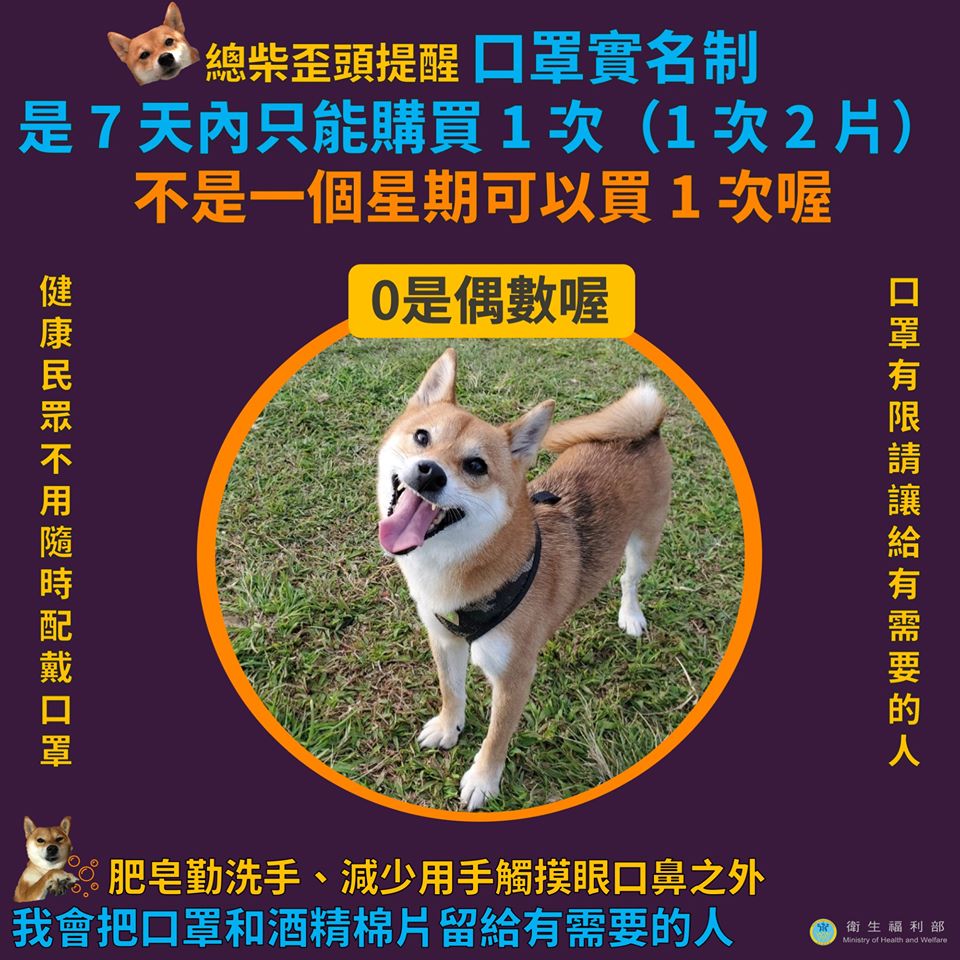 總柴歪頭提醒 口罩實名制
是 7 天內只能購買 1 次（1 次 2 片）
不是一個星期可以買 1 次喔
0是偶數喔
健康民眾不用隨時配戴口罩
口罩有限請讓給有需要的人
肥皂勤洗手、減少用手觸摸眼口鼻之外
我會把口罩和酒精棉片留給有需要的人
衛生福利部
Ministry of Health and Welfare